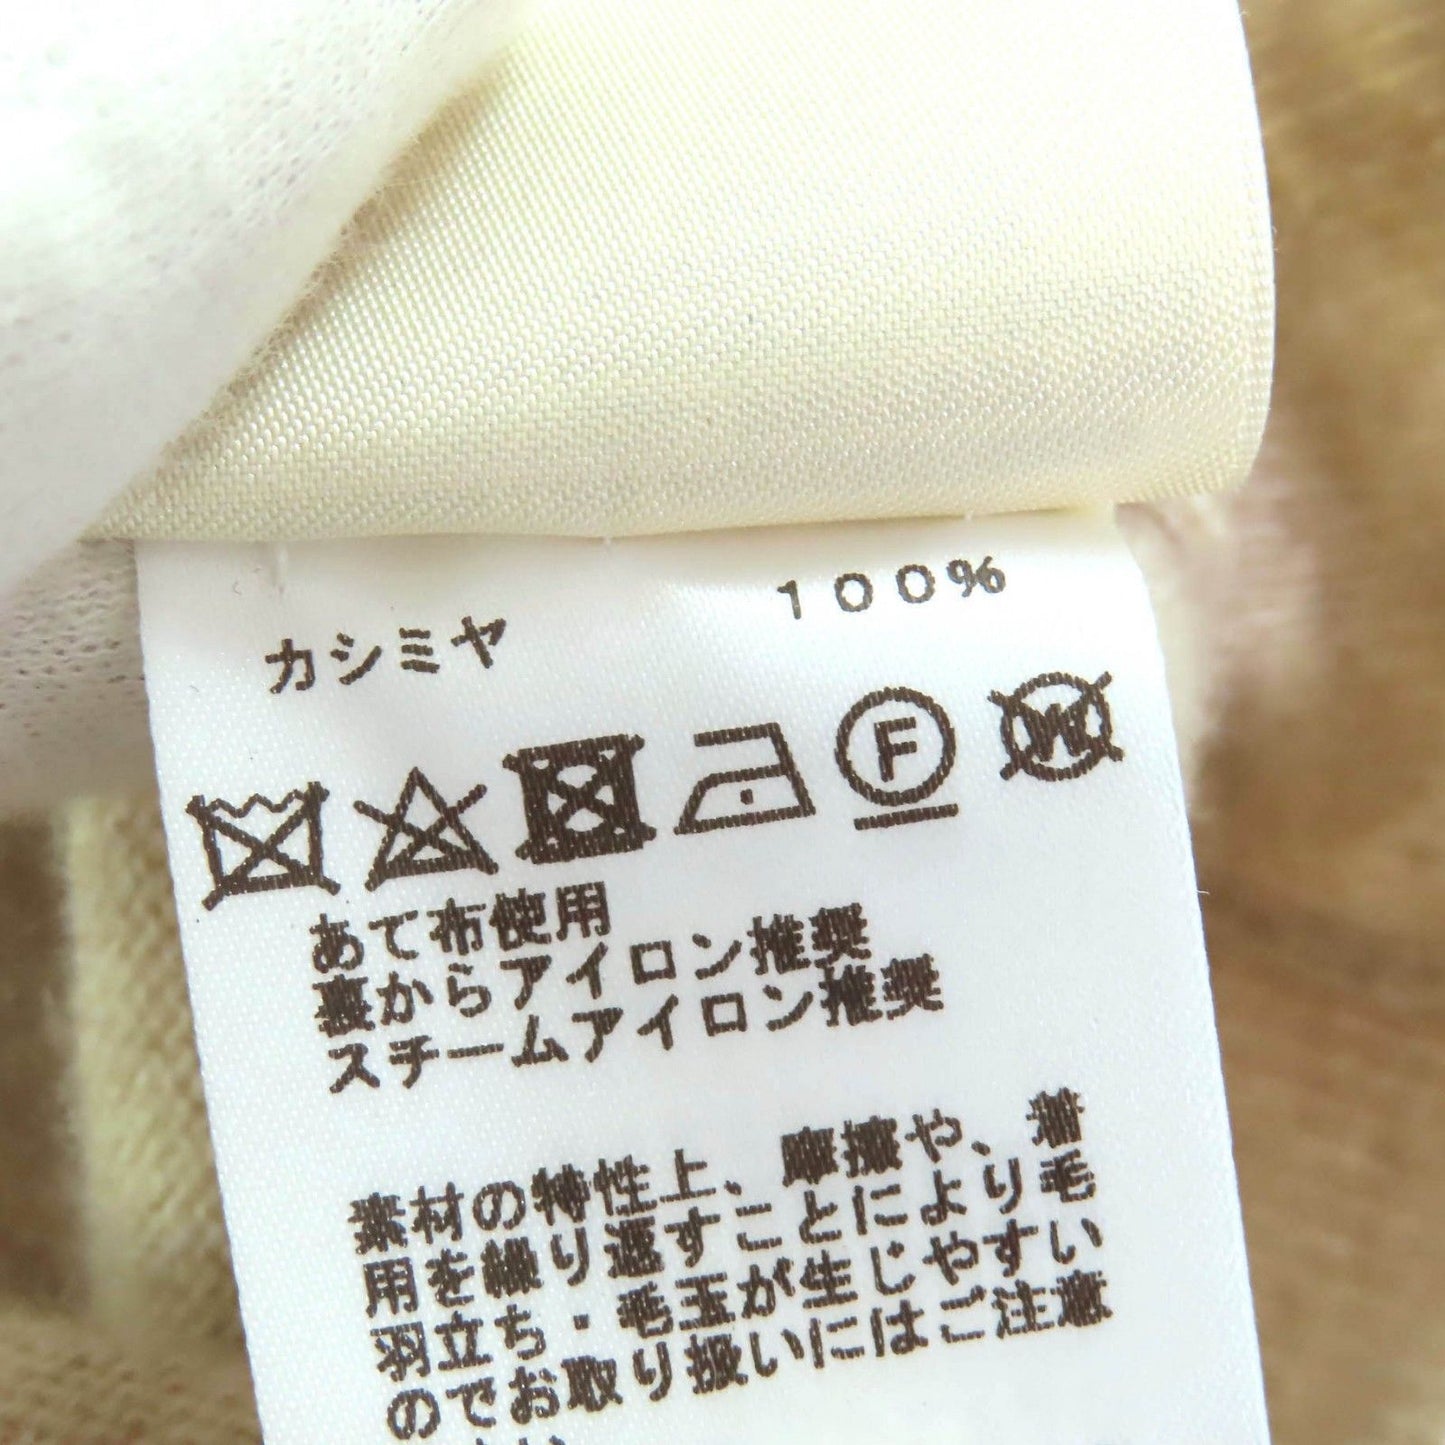 カシミヤ 100%
F W
あて布使用
裏からアイロン推奨
スチームアイロン推奨
素材の特性上、摩擦や、着
用を繰り返すことにより毛
羽立ち・毛玉が生じやすい
のでお取り扱いにはご注意